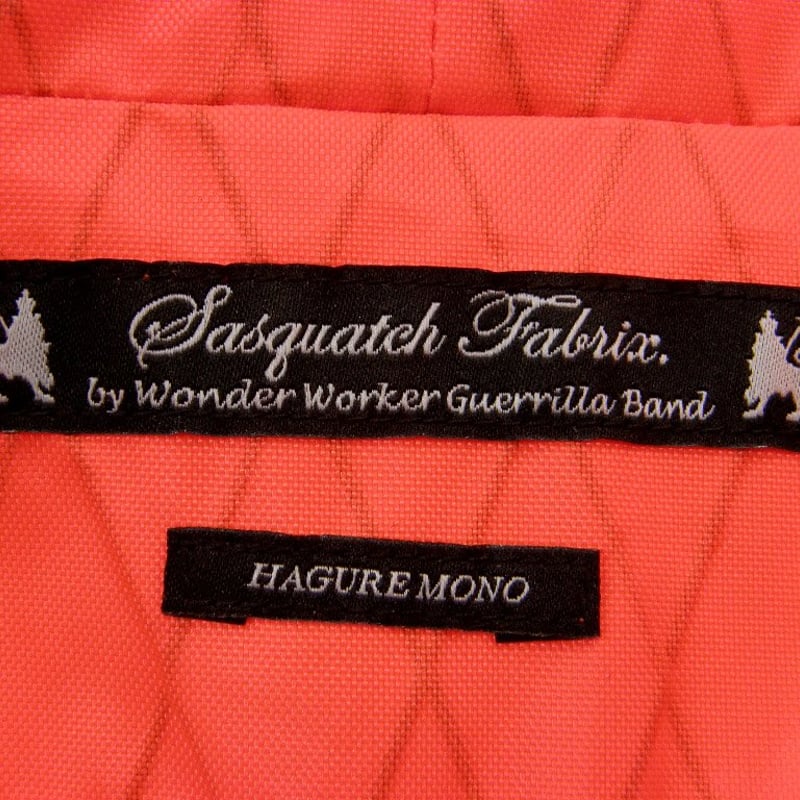 Sasquatch Fabrix.
by Wonder Worker Guerrilla Band
HAGURE MONO